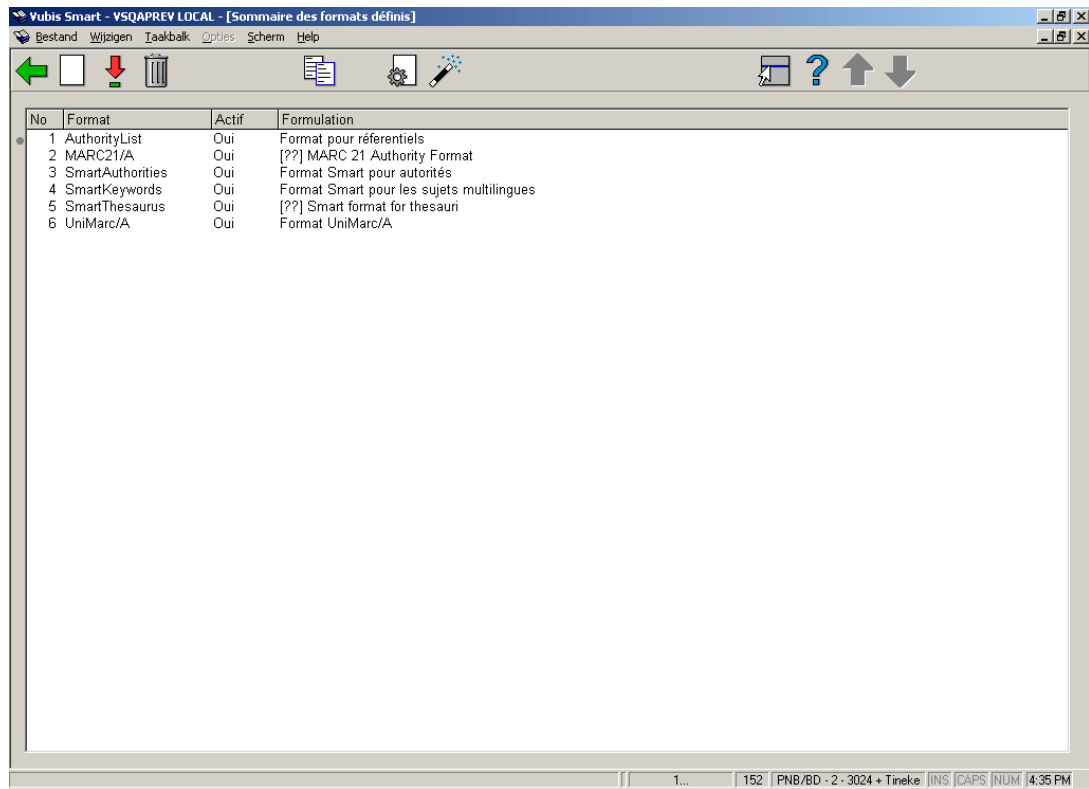 Vubis Smart - VSQAPREV LOCAL - [Sommaire des formats définis]
Bestand Wijzigen Taakbalk Opties Scherm Help
No Format Actif Formulation
1 AuthorityList Oui Format pour réferentiels
2 MARC21/A Oui [??] MARC 21 Authority Format
3 SmartAuthorities Oui Format Smart pour autorités
4 SmartKeywords Oui Format Smart pour les sujets multilingues
5 SmartThesaurus Oui [??] Smart format for thesauri
6 UniMarc/A Oui Format UniMarc/A
1... 152 PNB/BD - 2 - 3024 + Tineke INS CAPS NUM 4:35 PM